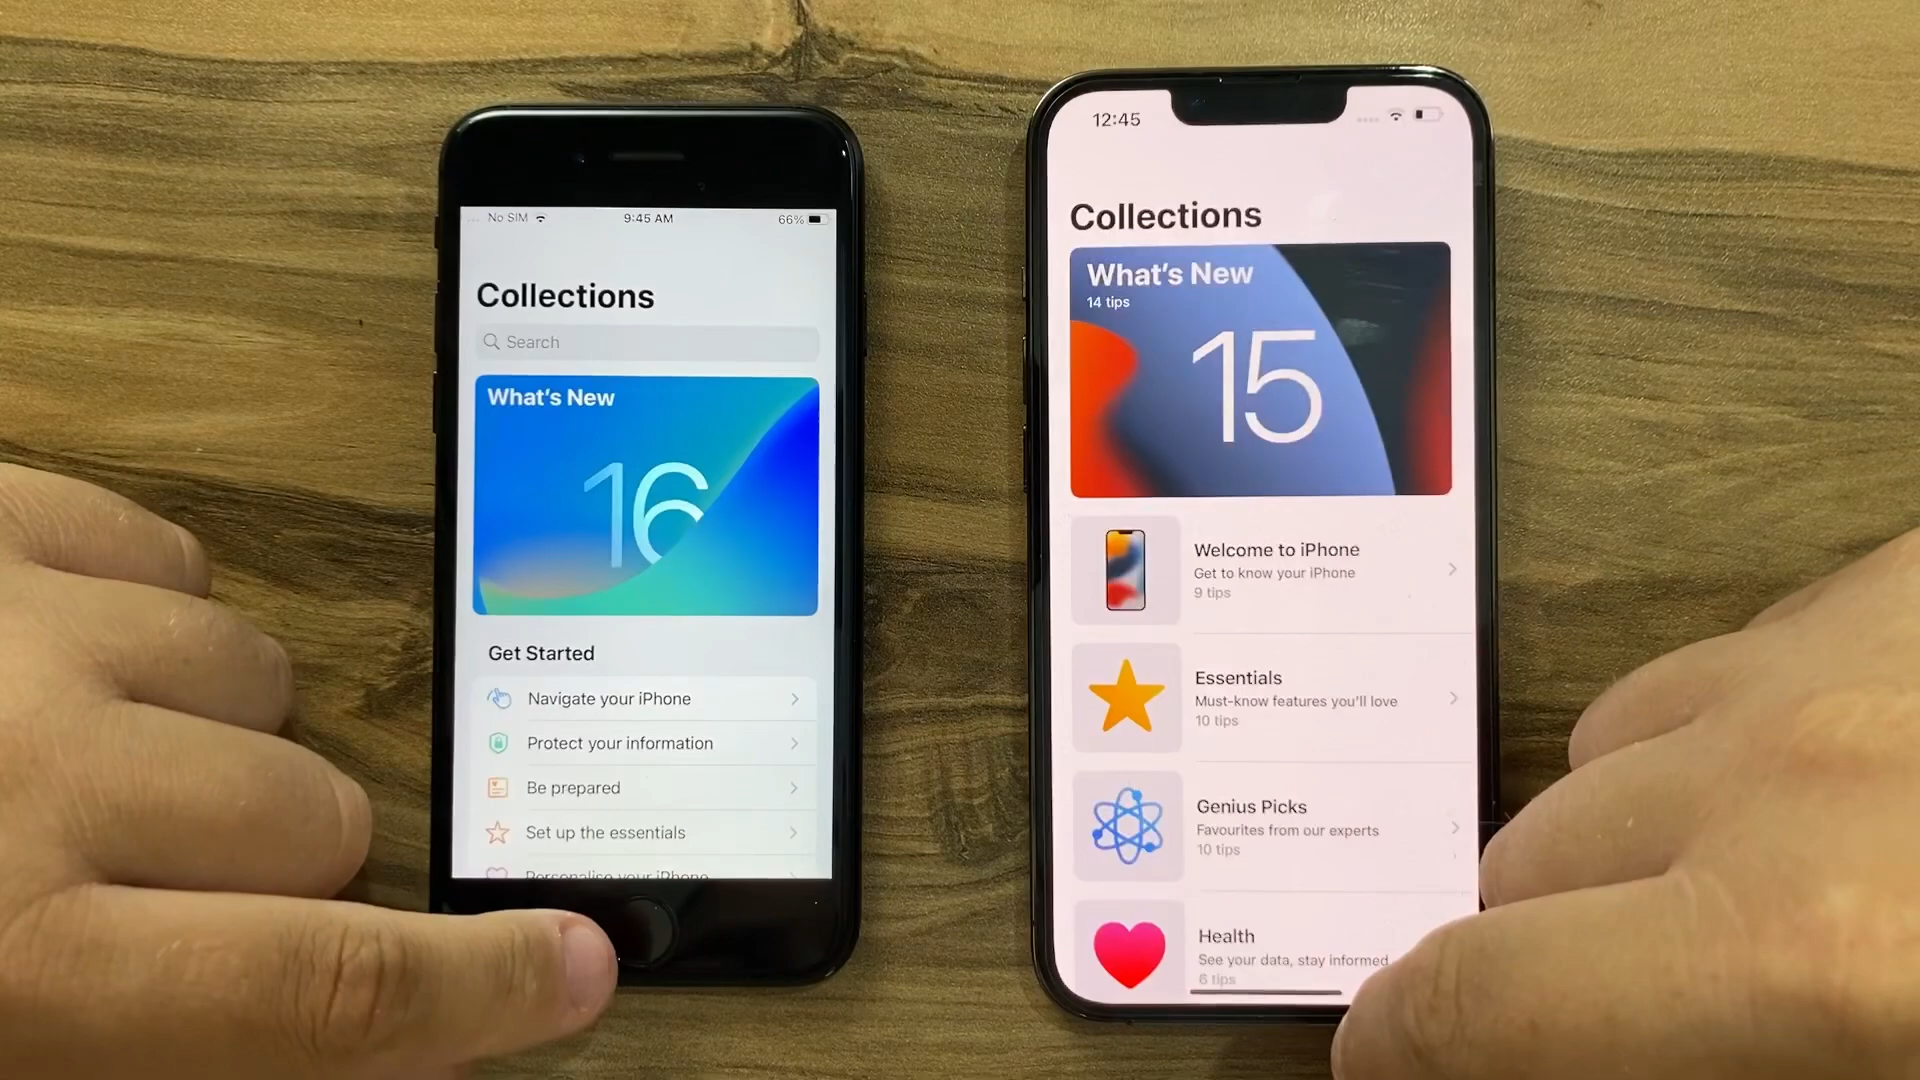 No SIM 9:45 AM 66%
Collections
Search
What's New
16
Get Started
Navigate your iPhone
Protect your information
Be prepared
Set up the essentials
Personalise your iPhone
12:45
Collections
What's New
14 tips
15
Welcome to iPhone
Get to know your iPhone
9 tips
Essentials
Must-know features you'll love
10 tips
Genius Picks
Favourites from our experts
10 tips
Health
See your data, stay informed
6 tips